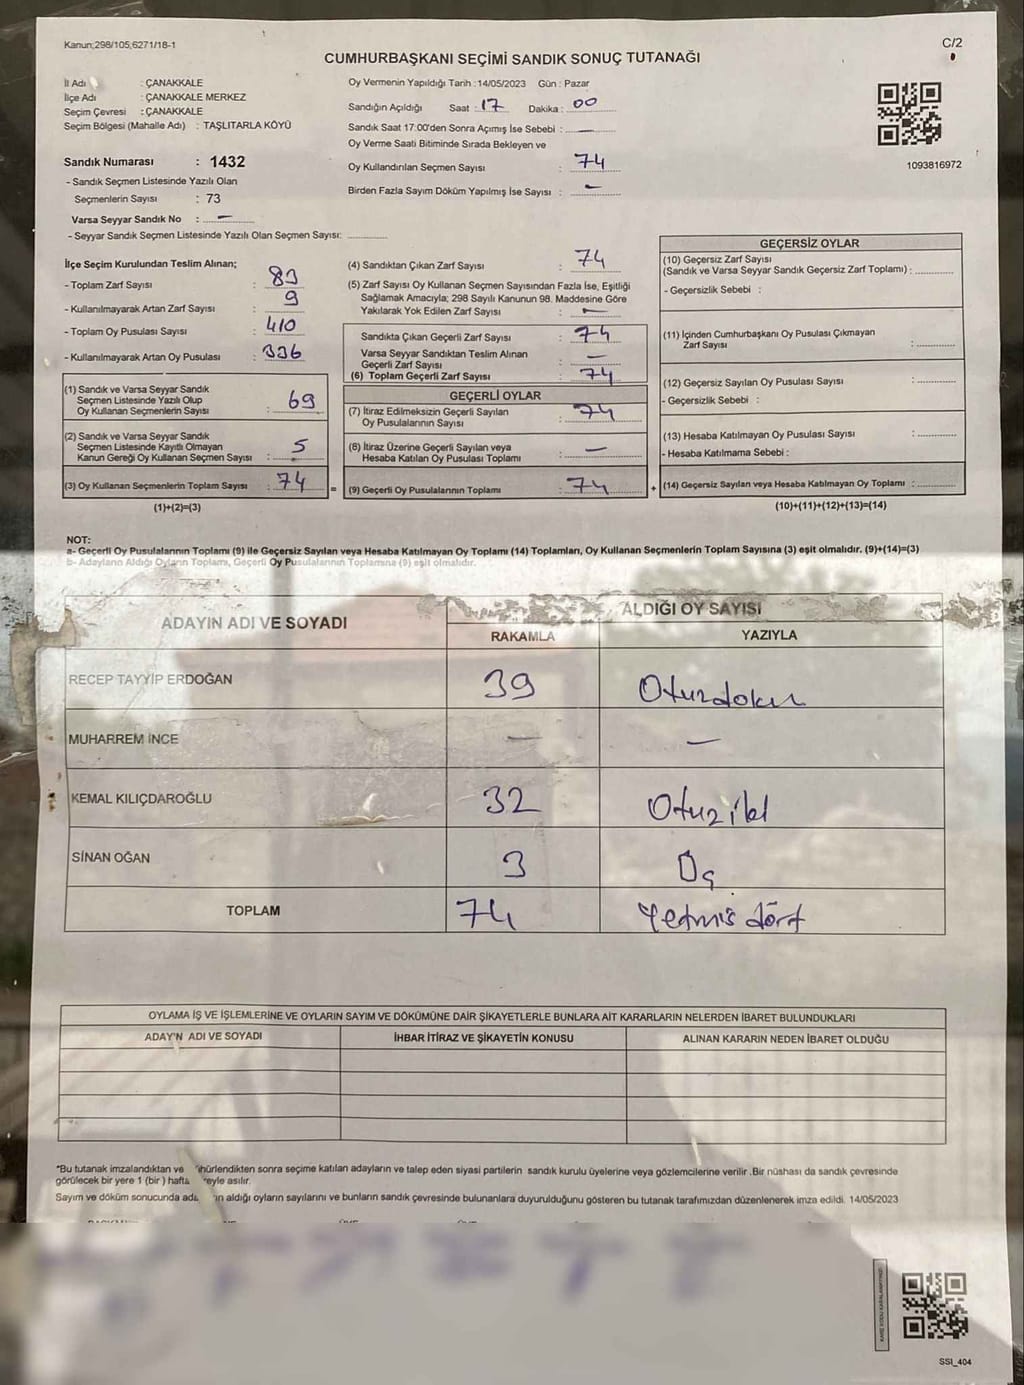 Kanun;298/105,6271/18-1
C/2
CUMHURBAŞKANI SEÇİMİ SANDIK SONUÇ TUTANAĞI
İl Adı : ÇANAKKALE
İlçe Adı : ÇANAKKALE MERKEZ
Seçim Çevresi : ÇANAKKALE
Seçim Bölgesi (Mahalle Adı) : TAŞLITARLA KÖYÜ
Sandık Numarası : 1432
- Sandık Seçmen Listesinde Yazılı Olan
Seçmenlerin Sayısı : 73
Varsa Seyyar Sandık No : —
- Seyyar Sandık Seçmen Listesinde Yazılı Olan Seçmen Sayısı:
Oy Vermenin Yapıldığı Tarih : 14/05/2023 Gün : Pazar
Sandığın Açıldığı Saat : 17 Dakika : 00
Sandık Saat 17:00'den Sonra Açımış İse Sebebi : —
Oy Verme Saati Bitiminde Sırada Bekleyen ve
Oy Kullandırılan Seçmen Sayısı : 74
Birden Fazla Sayım Döküm Yapılmış İse Sayısı : —
1093816972
İlçe Seçim Kurulundan Teslim Alınan;
- Toplam Zarf Sayısı : 83
- Kullanılmayarak Artan Zarf Sayısı : 9
- Toplam Oy Pusulası Sayısı : 410
- Kullanılmayarak Artan Oy Pusulası : 336
(1) Sandık ve Varsa Seyyar Sandık
Seçmen Listesinde Yazılı Olup
Oy Kullanan Seçmenlerin Sayısı : 69
(2) Sandık ve Varsa Seyyar Sandık
Seçmen Listesinde Kayıtlı Olmayan
Kanun Gereği Oy Kullanan Seçmen Sayısı : 5
(3) Oy Kullanan Seçmenlerin Toplam Sayısı : 74
(1)+(2)=(3)
(4) Sandıktan Çıkan Zarf Sayısı : 74
(5) Zarf Sayısı Oy Kullanan Seçmen Sayısından Fazla İse, Eşitliği
Sağlamak Amacıyla; 298 Sayılı Kanunun 98. Maddesine Göre
Yakılarak Yok Edilen Zarf Sayısı : —
Sandıkta Çıkan Geçerli Zarf Sayısı : 74
Varsa Seyyar Sandıktan Teslim Alınan
Geçerli Zarf Sayısı : —
(6) Toplam Geçerli Zarf Sayısı : 74
GEÇERLİ OYLAR
(7) İtiraz Edilmeksizin Geçerli Sayılan
Oy Pusulalarının Sayısı : 74
(8) İtiraz Üzerine Geçerli Sayılan veya
Hesaba Katılan Oy Pusulası Toplamı : —
= (9) Geçerli Oy Pusulalarının Toplamı : 74
GEÇERSİZ OYLAR
(10) Geçersiz Zarf Sayısı
(Sandık ve Varsa Seyyar Sandık Geçersiz Zarf Toplamı) :
- Geçersizlik Sebebi :
(11) İçinden Cumhurbaşkanı Oy Pusulası Çıkmayan
Zarf Sayısı :
(12) Geçersiz Sayılan Oy Pusulası Sayısı :
- Geçersizlik Sebebi :
(13) Hesaba Katılmayan Oy Pusulası Sayısı :
- Hesaba Katılmama Sebebi :
+ (14) Geçersiz Sayılan veya Hesaba Katılmayan Oy Toplamı :
(10)+(11)+(12)+(13)=(14)
NOT:
a- Geçerli Oy Pusulalarının Toplamı (9) ile Geçersiz Sayılan veya Hesaba Katılmayan Oy Toplamı (14) Toplamları, Oy Kullanan Seçmenlerin Toplam Sayısına (3) eşit olmalıdır. (9)+(14)=(3)
b- Adayların Aldığı Oyların Toplamı, Geçerli Oy Pusulalarının Toplamına (9) eşit olmalıdır.
ADAYIN ADI VE SOYADI
ALDIĞI OY SAYISI
RAKAMLA YAZIYLA
RECEP TAYYİP ERDOĞAN 39 Otuzdokuz
MUHARREM İNCE — —
KEMAL KILIÇDAROĞLU 32 Otuz iki
SİNAN OĞAN 3 Üç
TOPLAM 74 Yetmiş dört
OYLAMA İŞ VE İŞLEMLERİNE VE OYLARIN SAYIM VE DÖKÜMÜNE DAİR ŞİKAYETLERLE BUNLARA AİT KARARLARIN NELERDEN İBARET BULUNDUKLARI
ADAY'N ADI VE SOYADI İHBAR İTİRAZ VE ŞİKAYETİN KONUSU ALINAN KARARIN NEDEN İBARET OLDUĞU
*Bu tutanak imzalandıktan ve ühürlendikten sonra seçime katılan adayların ve talep eden siyasi partilerin sandık kurulu üyelerine veya gözlemcilerine verilir .Bir nüshası da sandık çevresinde
görülecek bir yere 1 (bir ) hafta reyle asılır.
Sayım ve döküm sonucunda ada ın aldığı oyların sayılarını ve bunların sandık çevresinde bulunanlara duyurulduğunu gösteren bu tutanak tarafımızdan düzenlenerek imza edildi. 14/05/2023
SSI_404